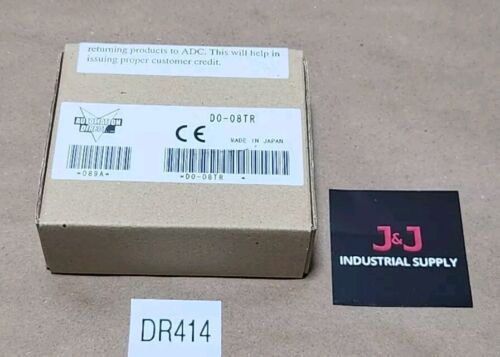 returning products to ADC. This will help in
issuing proper customer credit.
AUTOMATION
DIRECT
CE
D0-08TR
MADE IN JAPAN
-089A-
-D0-08TR -
J&J
INDUSTRIAL SUPPLY
DR414